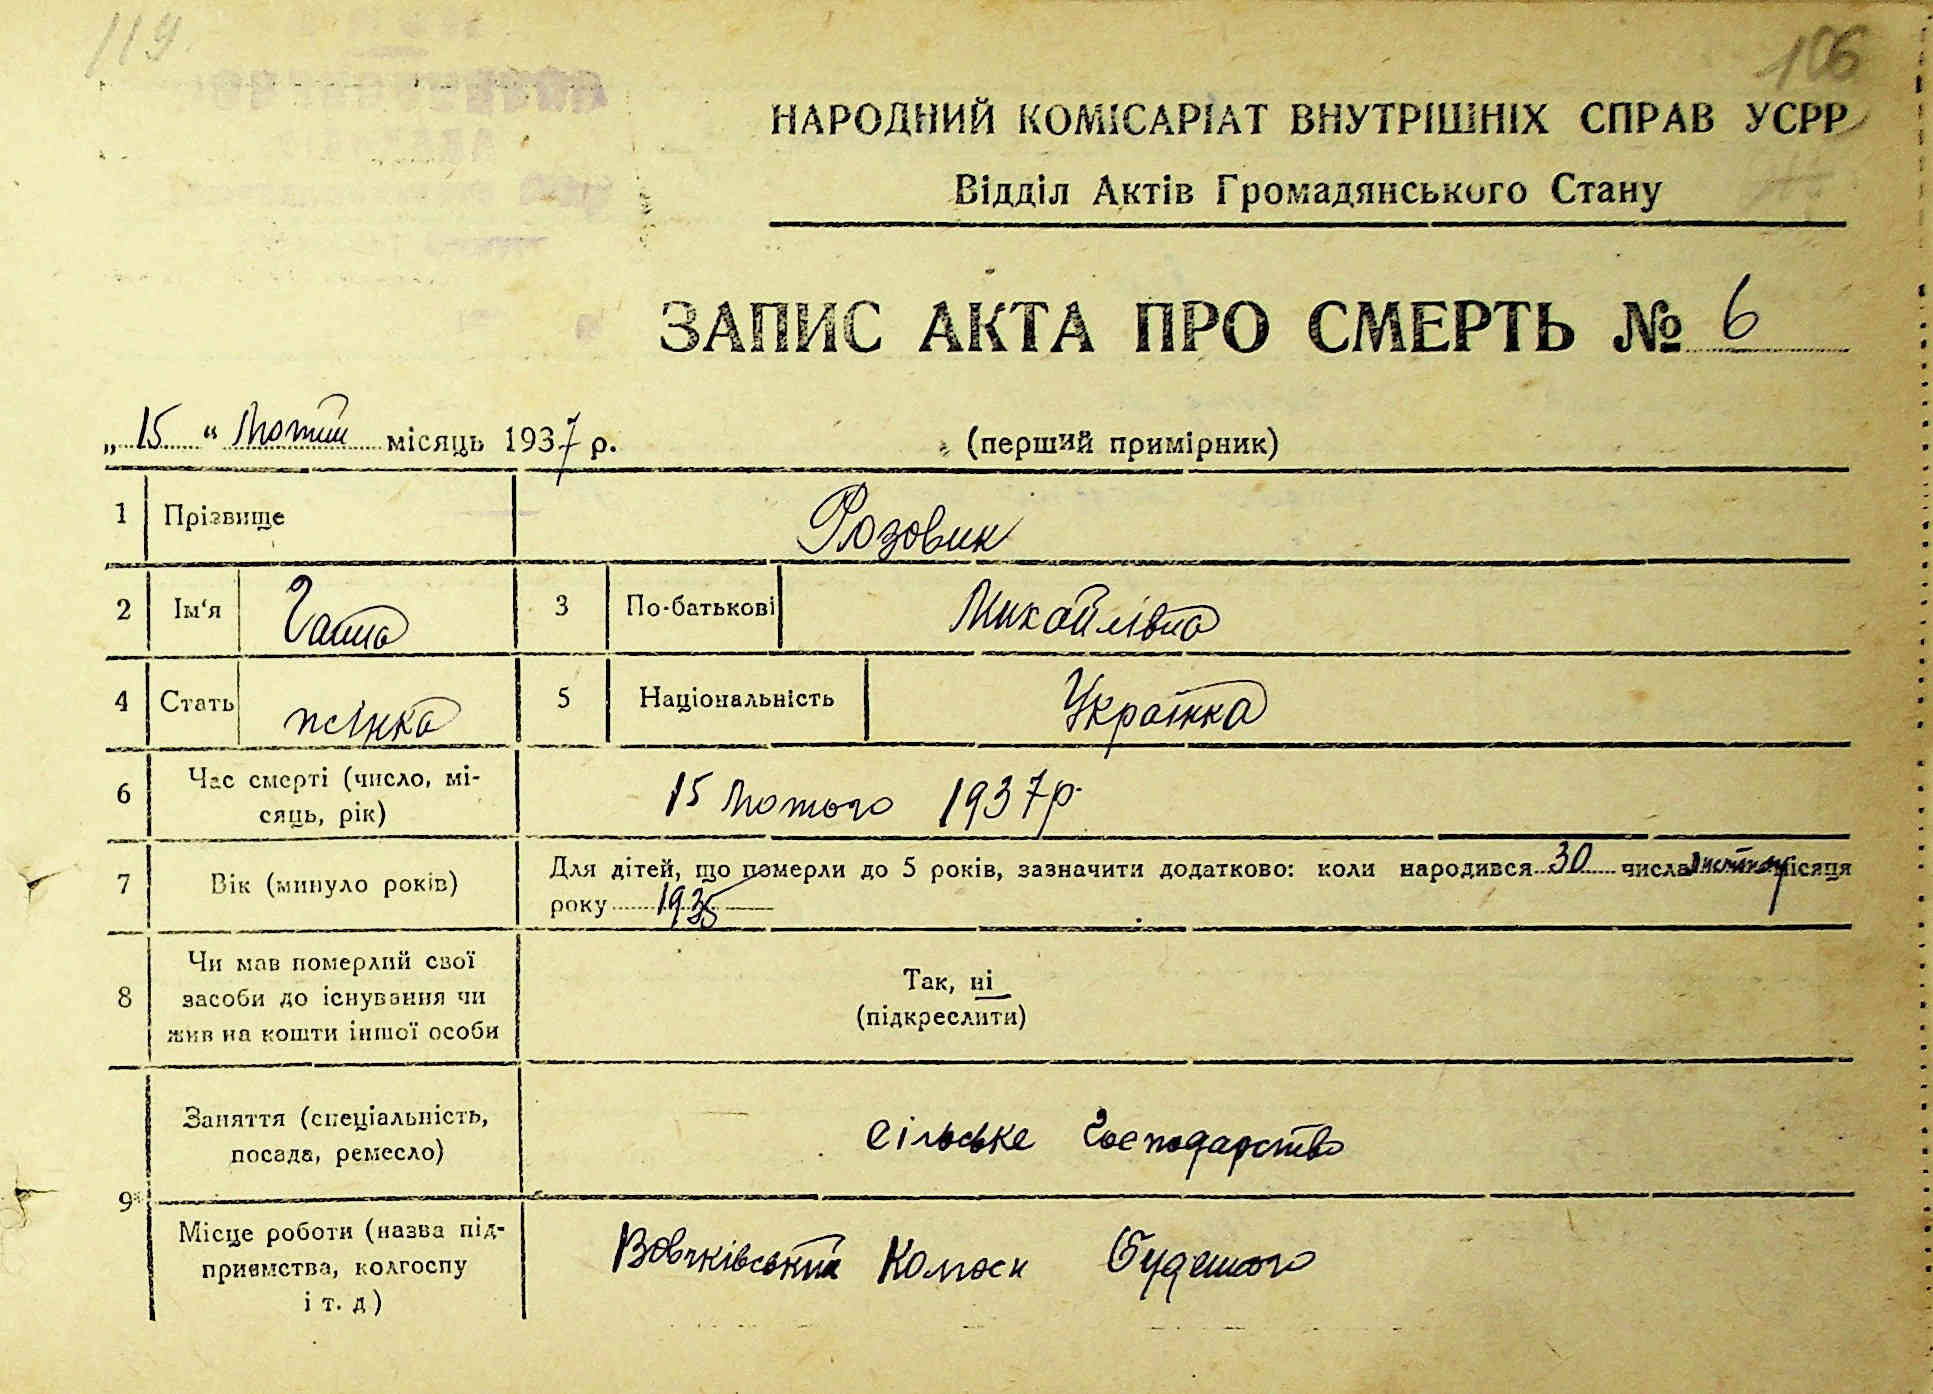 119
106
НАРОДНИЙ КОМІСАРІАТ ВНУТРІШНІХ СПРАВ УСРР
Відділ Актів Громадянського Стану
ЗАПИС АКТА ПРО СМЕРТЬ № 6
„15“ Лютий місяць 1937 р. (перший примірник)
1 Прізвище Розовик
2 Ім'я Ганна 3 По-батькові Михайлівна
4 Стать жінка 5 Національність Українка
6 Час смерті (число, мі-
сяць, рік) 15 Лютого 1937 р.
7 Вік (минуло років) Для дітей, що померли до 5 років, зазначити додатково: коли народився 30 числа місяця
року 1935
8 Чи мав померлий свої
засоби до існування чи
жив на кошти іншої особи
Так, ні
(підкреслити)
9 Заняття (спеціальність,
посада, ремесло) сільське господарство
Місце роботи (назва під-
приємства, колгоспу
і т. д)
Вовчківський Колгосп